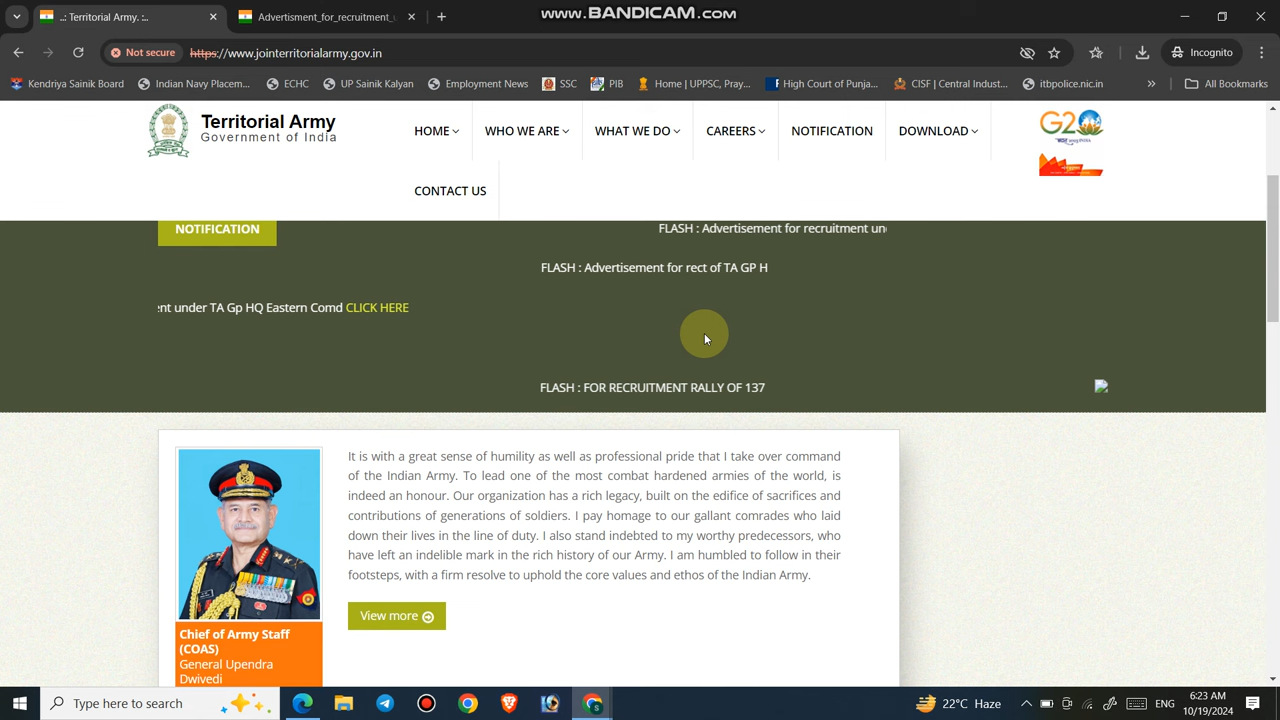 www.BANDICAM.com
..: Territorial Army. :..
Advertisement_for_recruitment_
Not secure
https://www.jointerritorialarmy.gov.in
Incognito
Kendriya Sainik Board
Indian Navy Placem...
ECHC
UP Sainik Kalyan
Employment News
SSC
PIB
Home | UPPSC, Pray...
High Court of Punja...
CISF | Central Indust...
itbpolice.nic.in
All Bookmarks
Territorial Army
Government of India
HOME
WHO WE ARE
WHAT WE DO
CAREERS
NOTIFICATION
DOWNLOAD
CONTACT US
G20
NOTIFICATION
FLASH : Advertisement for recruitment un
FLASH : Advertisement for rect of TA GP H
nt under TA Gp HQ Eastern Comd CLICK HERE
FLASH : FOR RECRUITMENT RALLY OF 137
It is with a great sense of humility as well as professional pride that I take over command
of the Indian Army. To lead one of the most combat hardened armies of the world, is
indeed an honour. Our organization has a rich legacy, built on the edifice of sacrifices and
contributions of generations of soldiers. I pay homage to our gallant comrades who laid
down their lives in the line of duty. I also stand indebted to my worthy predecessors, who
have left an indelible mark in the rich history of our Army. I am humbled to follow in their
footsteps, with a firm resolve to uphold the core values and ethos of the Indian Army.
View more
Chief of Army Staff
(COAS)
General Upendra
Dwivedi
Type here to search
22°C Haze
6:23 AM
10/19/2024